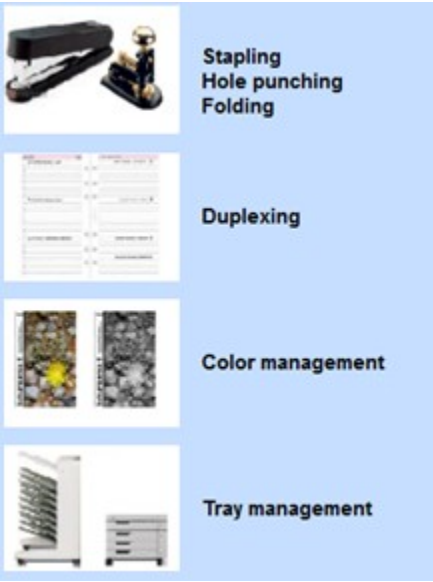 Stapling
Hole punching
Folding
Duplexing
Color management
Tray management